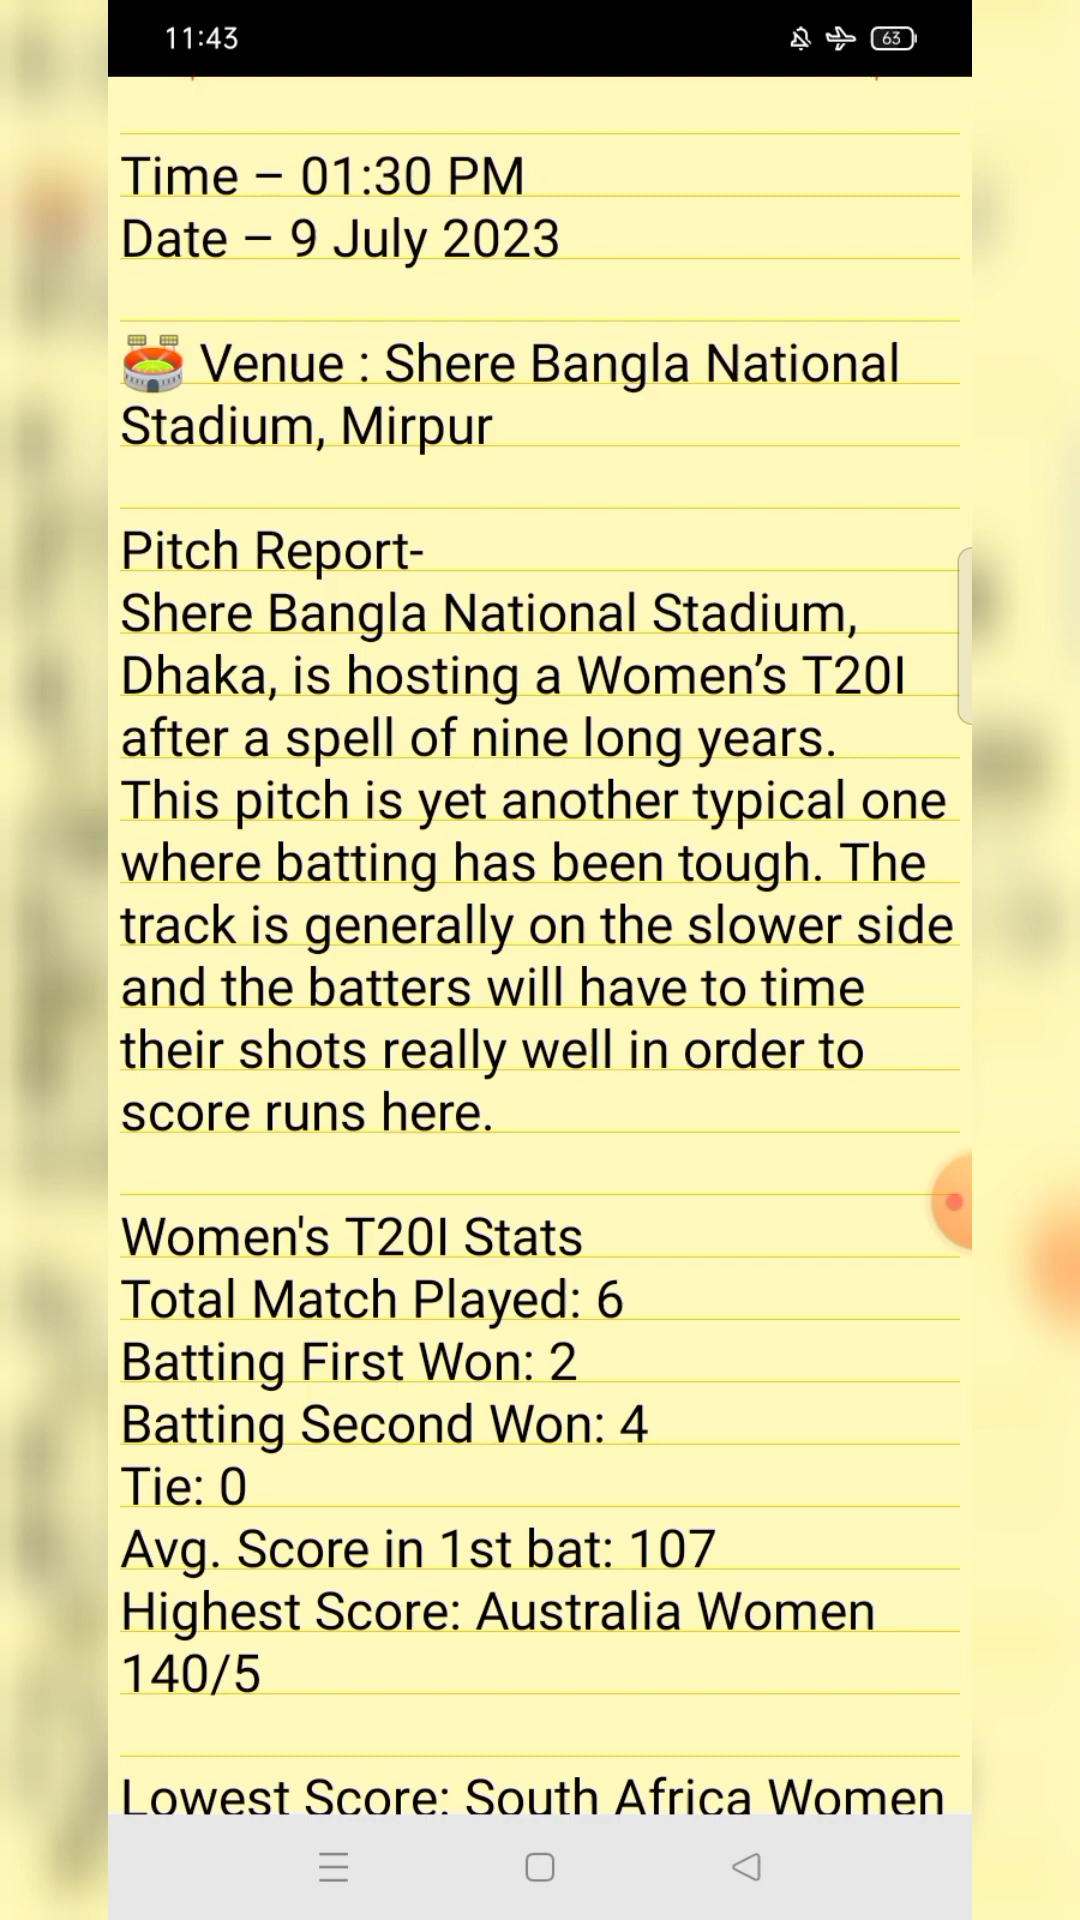 11:43
63
Time – 01:30 PM
Date – 9 July 2023
Venue : Shere Bangla National
Stadium, Mirpur
Pitch Report-
Shere Bangla National Stadium,
Dhaka, is hosting a Women’s T20I
after a spell of nine long years.
This pitch is yet another typical one
where batting has been tough. The
track is generally on the slower side
and the batters will have to time
their shots really well in order to
score runs here.
Women's T20I Stats
Total Match Played: 6
Batting First Won: 2
Batting Second Won: 4
Tie: 0
Avg. Score in 1st bat: 107
Highest Score: Australia Women
140/5
Lowest Score: South Africa Women